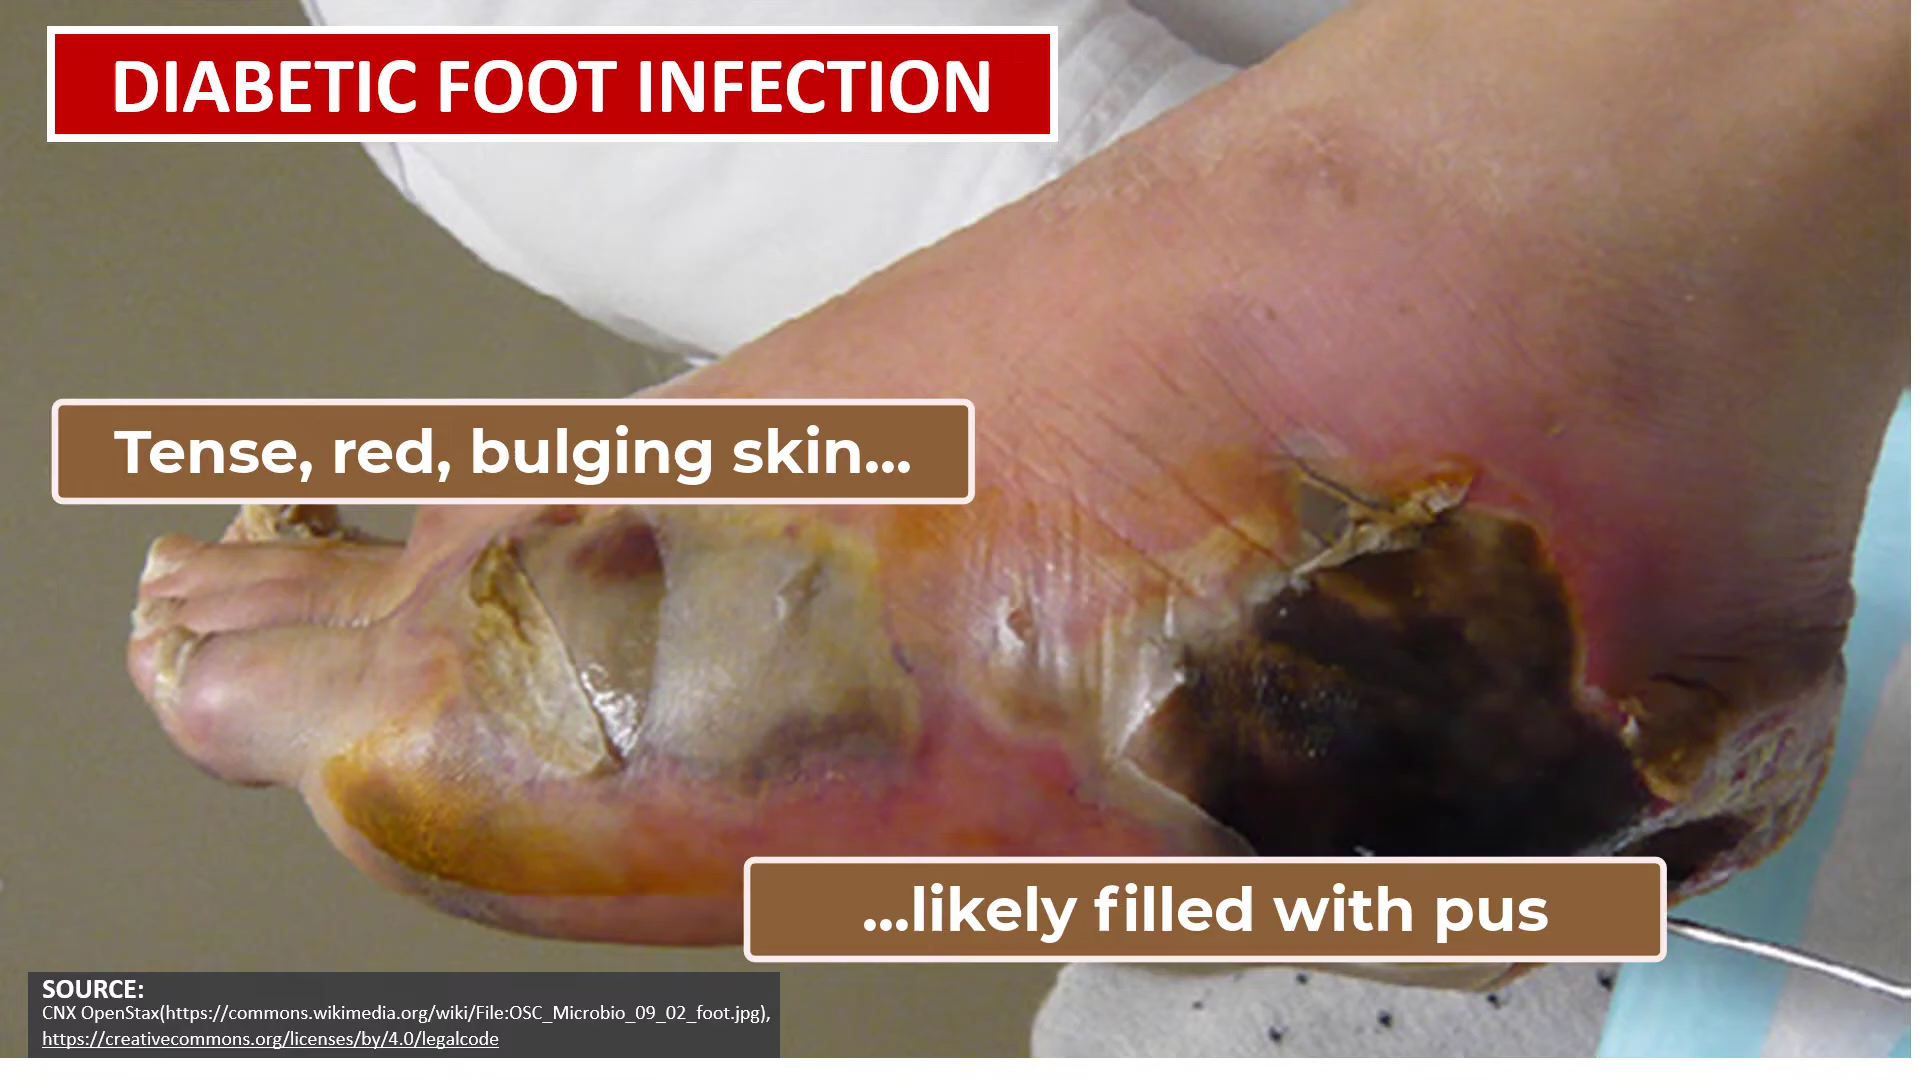 DIABETIC FOOT INFECTION
Tense, red, bulging skin...
...likely filled with pus
SOURCE:
CNX OpenStax(https://commons.wikimedia.org/wiki/File:OSC_Microbio_09_02_foot.jpg),
https://creativecommons.org/licenses/by/4.0/legalcode